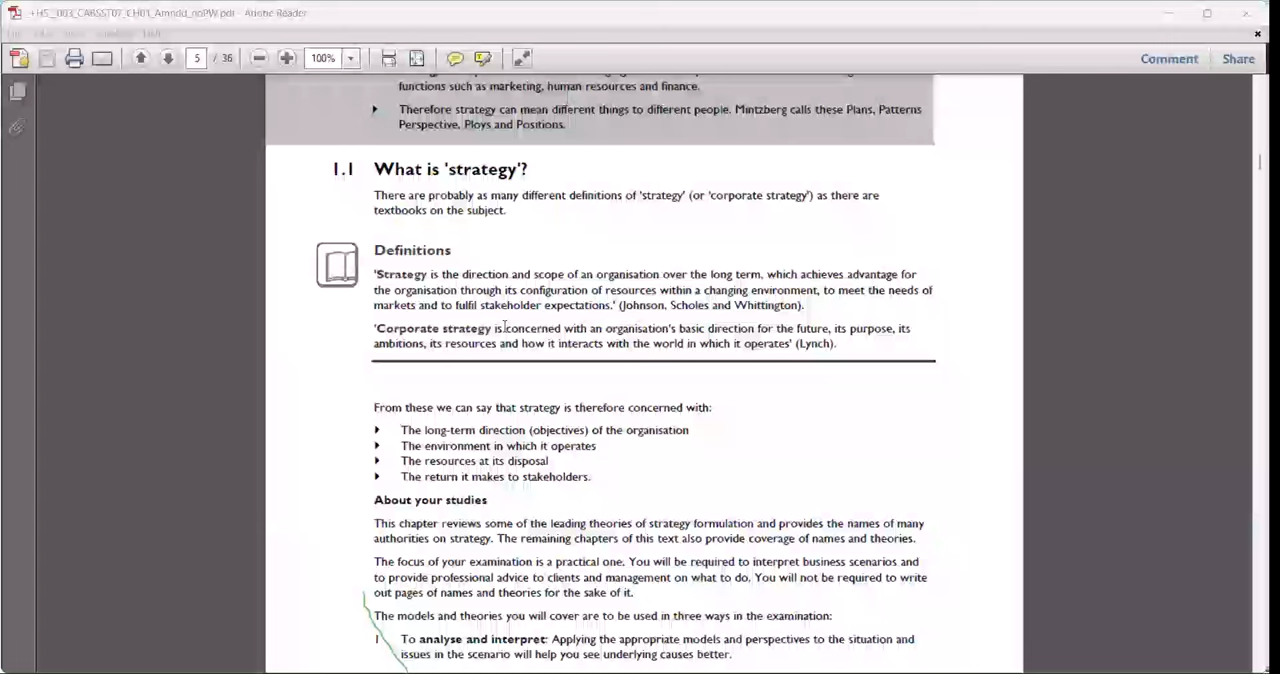 +H5__003_CABSST07_CH01_Amndd_noPW.pdf - Adobe Reader
5 / 36
100%
Comment
Share
functions such as marketing, human resources and finance.
Therefore strategy can mean different things to different people. Mintzberg calls these Plans, Patterns
Perspective, Ploys and Positions.
1.1 What is 'strategy'?
There are probably as many different definitions of 'strategy' (or 'corporate strategy') as there are
textbooks on the subject.
Definitions
'Strategy is the direction and scope of an organisation over the long term, which achieves advantage for
the organisation through its configuration of resources within a changing environment, to meet the needs of
markets and to fulfil stakeholder expectations.' (Johnson, Scholes and Whittington).
'Corporate strategy is concerned with an organisation's basic direction for the future, its purpose, its
ambitions, its resources and how it interacts with the world in which it operates' (Lynch).
From these we can say that strategy is therefore concerned with:
The long-term direction (objectives) of the organisation
The environment in which it operates
The resources at its disposal
The return it makes to stakeholders.
About your studies
This chapter reviews some of the leading theories of strategy formulation and provides the names of many
authorities on strategy. The remaining chapters of this text also provide coverage of names and theories.
The focus of your examination is a practical one. You will be required to interpret business scenarios and
to provide professional advice to clients and management on what to do. You will not be required to write
out pages of names and theories for the sake of it.
The models and theories you will cover are to be used in three ways in the examination:
1 To analyse and interpret: Applying the appropriate models and perspectives to the situation and
issues in the scenario will help you see underlying causes better.